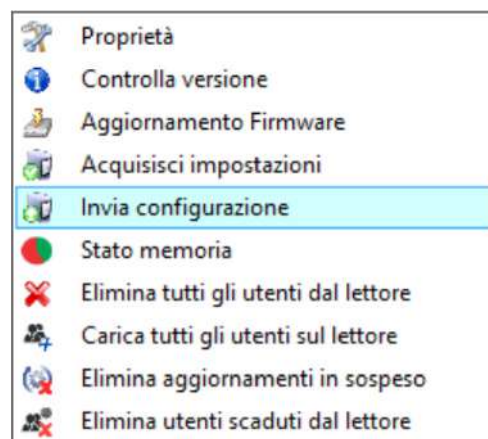 Proprietà
Controlla versione
Aggiornamento Firmware
Acquisisci impostazioni
Invia configurazione
Stato memoria
Elimina tutti gli utenti dal lettore
Carica tutti gli utenti sul lettore
Elimina aggiornamenti in sospeso
Elimina utenti scaduti dal lettore